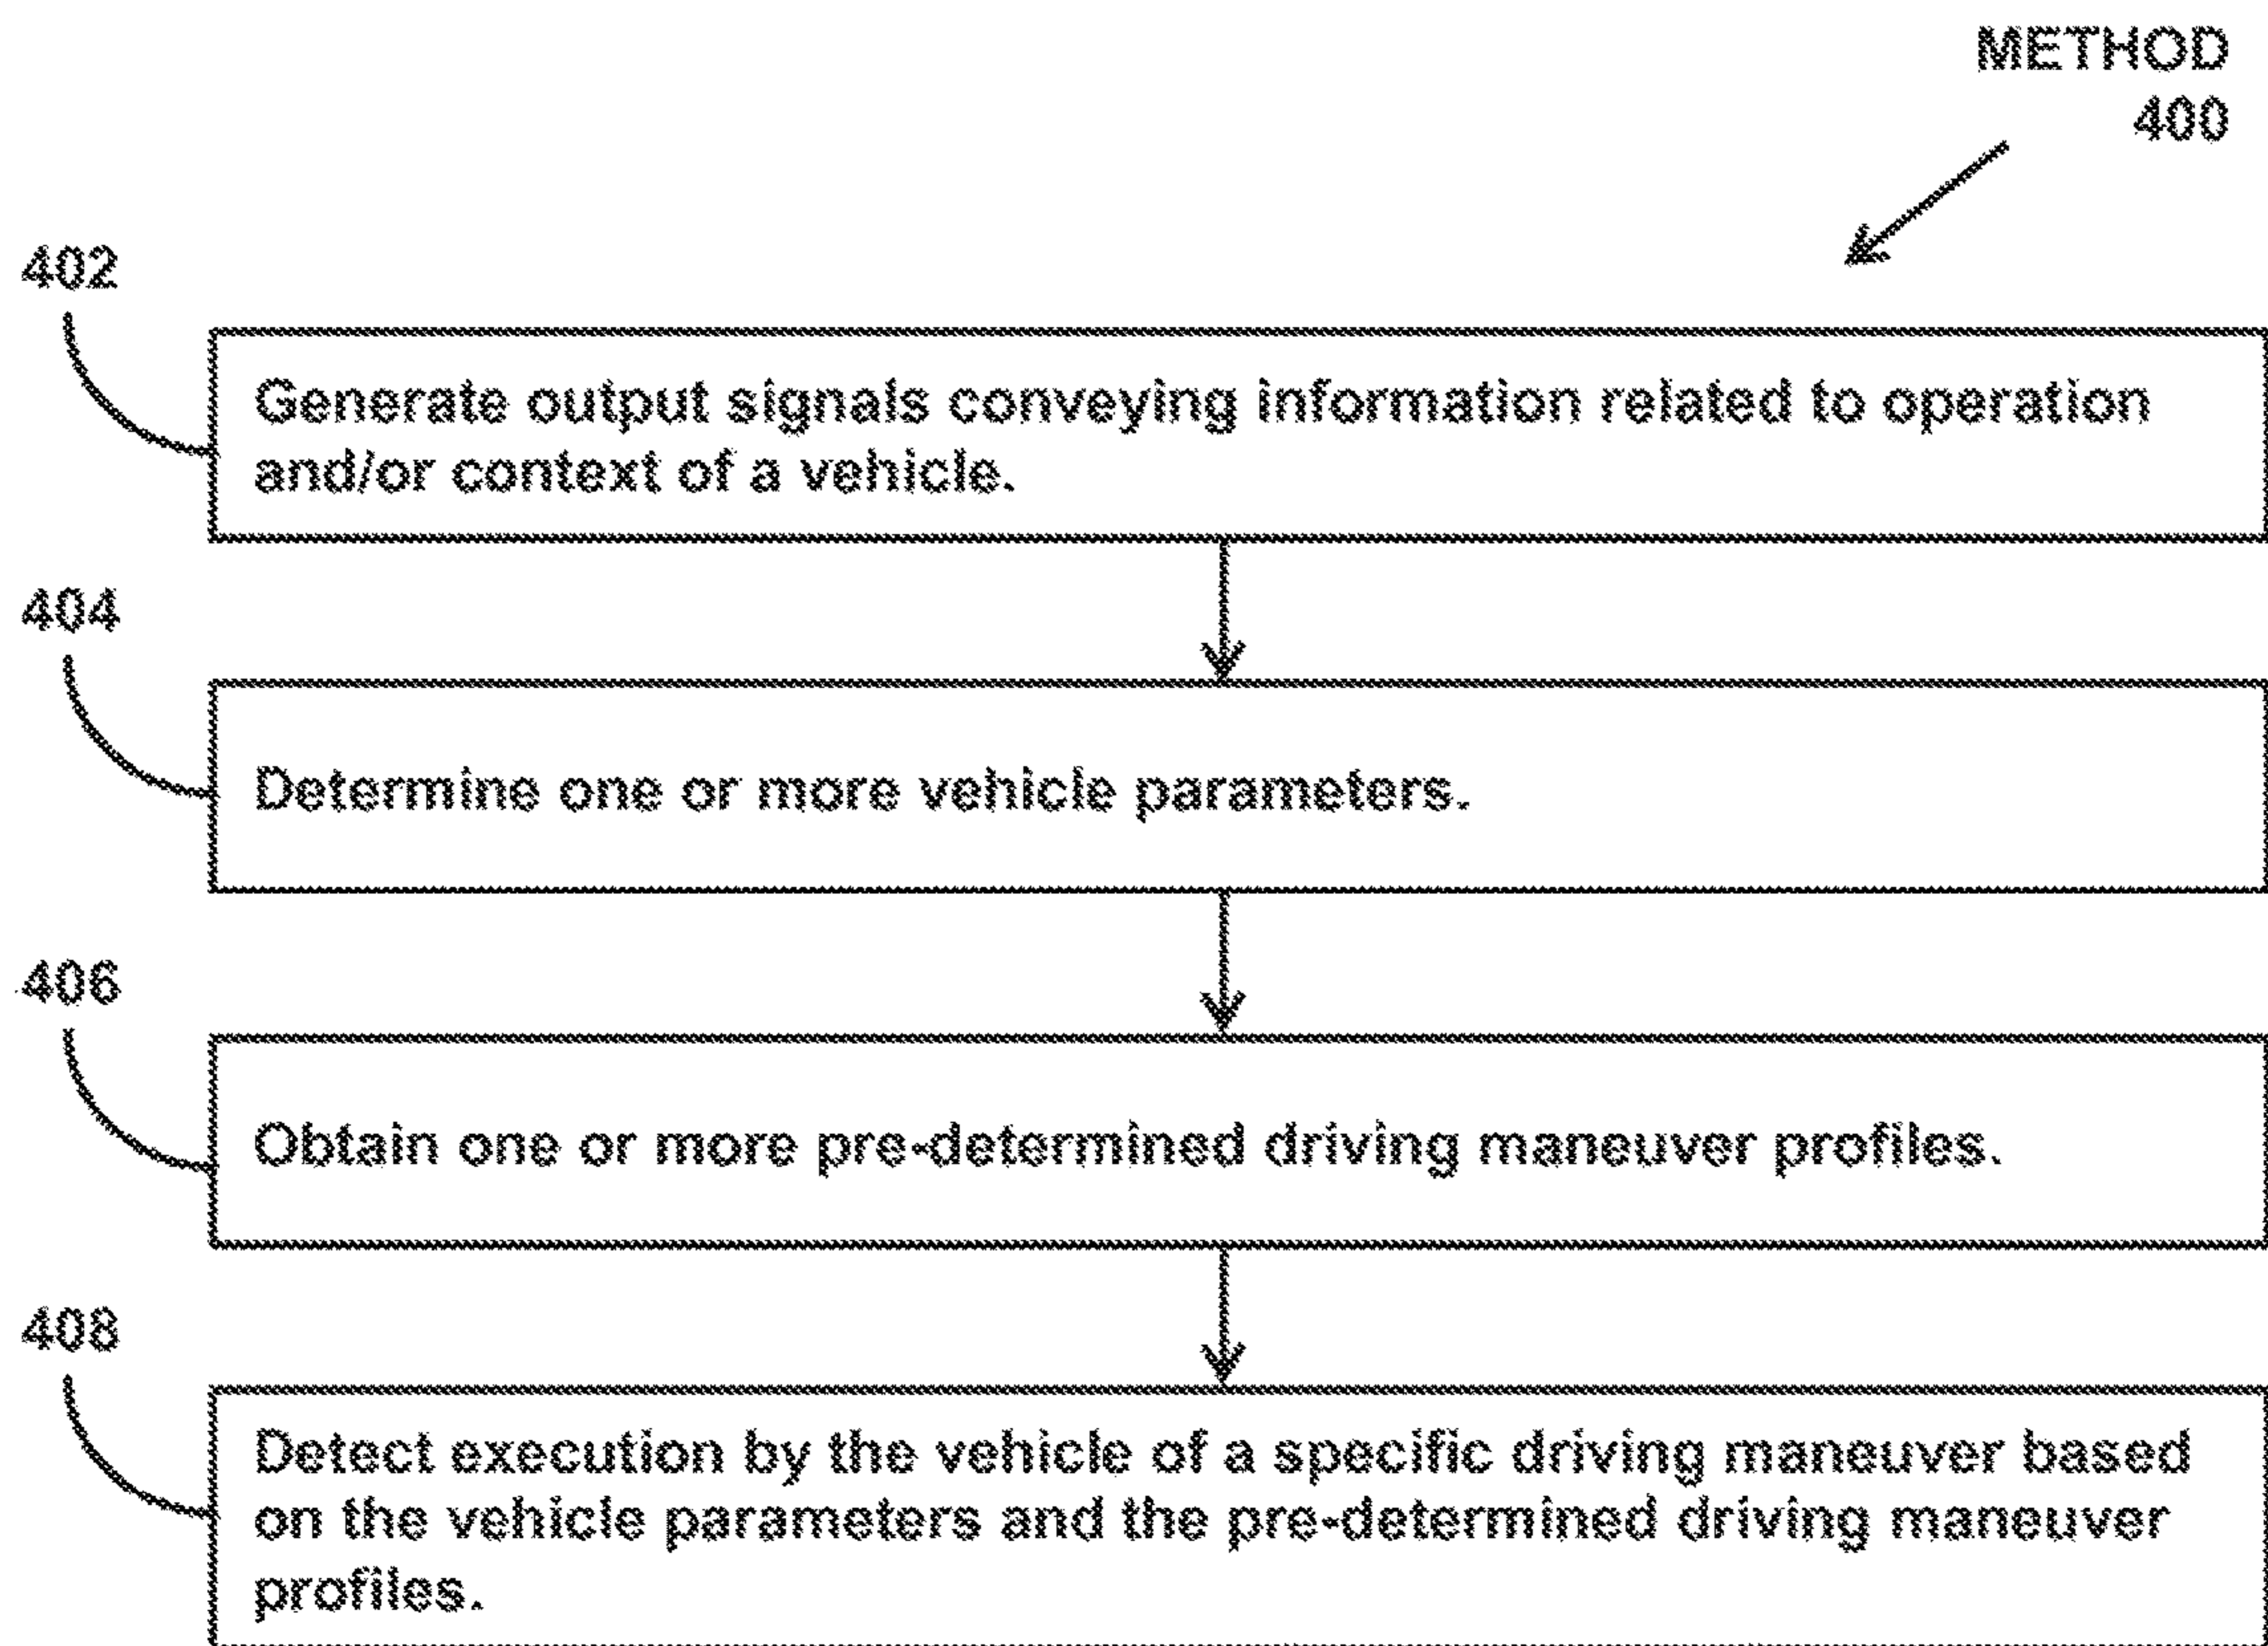 METHOD
400
402
Generate output signals conveying information related to operation
and/or context of a vehicle.
404
Determine one or more vehicle parameters.
406
Obtain one or more pre-determined driving maneuver profiles.
408
Detect execution by the vehicle of a specific driving maneuver based
on the vehicle parameters and the pre-determined driving maneuver
profiles.